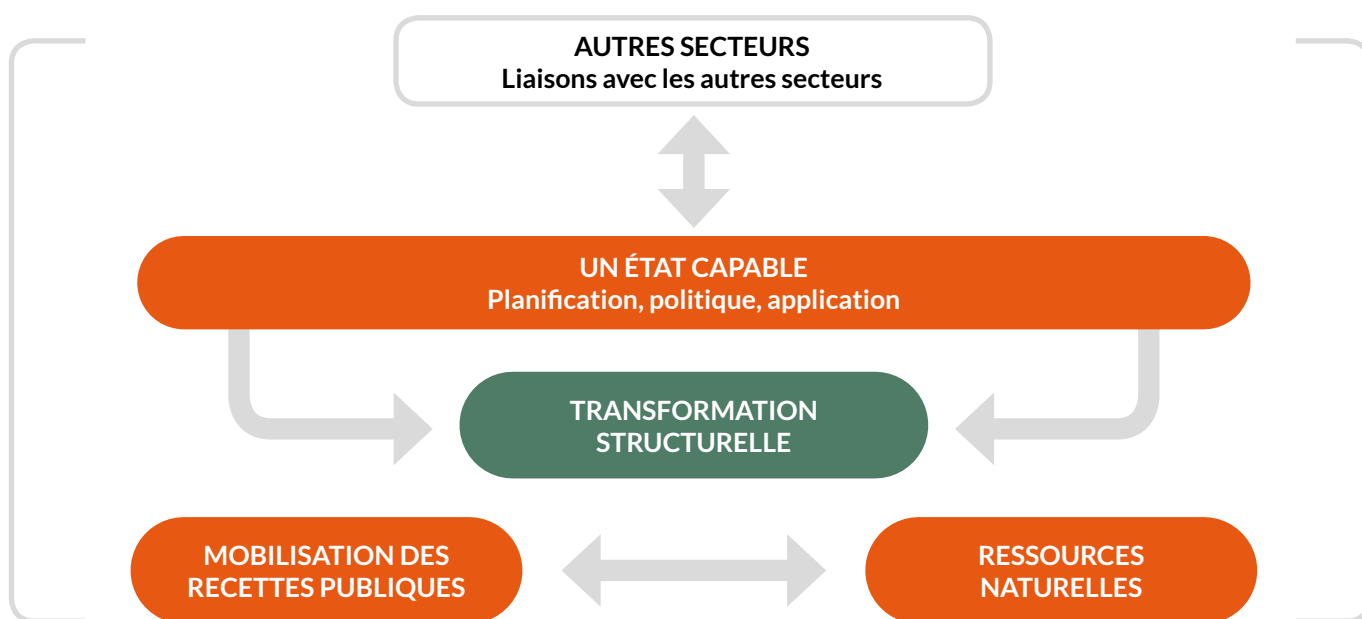 AUTRES SECTEURS
Liaisons avec les autres secteurs
UN ÉTAT CAPABLE
Planification, politique, application
TRANSFORMATION
STRUCTURELLE
MOBILISATION DES
RECETTES PUBLIQUES
RESSOURCES
NATURELLES